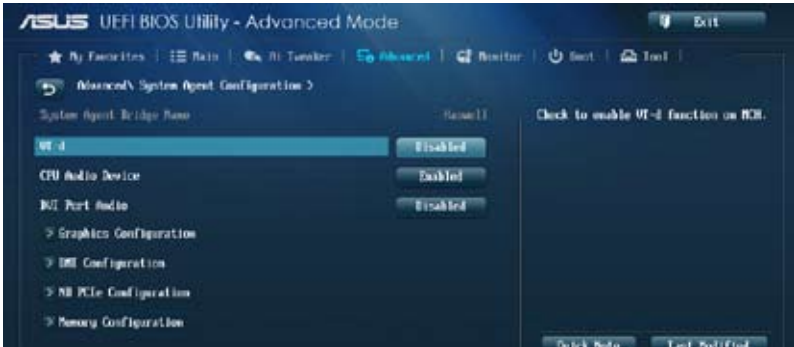 ASUS UEFI BIOS Utility - Advanced Mode
Exit
My Favorites | Main | Ai Tweaker | Advanced | Monitor | Boot | Tool
Advanced\ System Agent Configuration >
System Agent Bridge Name Haswell
Check to enable VT-d function on MCH.
VT-d Disabled
CPU Audio Device Enabled
DVI Port Audio Disabled
> Graphics Configuration
> DMI Configuration
> NB PCIe Configuration
> Memory Configuration
Quick Note Last Modified